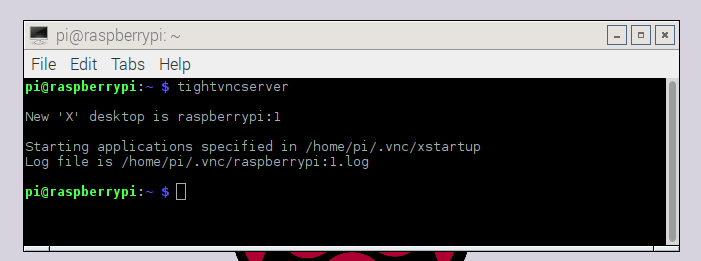 pi@raspberrypi: ~
File Edit Tabs Help
pi@raspberrypi:~ $ tightvncserver
New 'X' desktop is raspberrypi:1
Starting applications specified in /home/pi/.vnc/xstartup
Log file is /home/pi/.vnc/raspberrypi:1.log
pi@raspberrypi:~ $